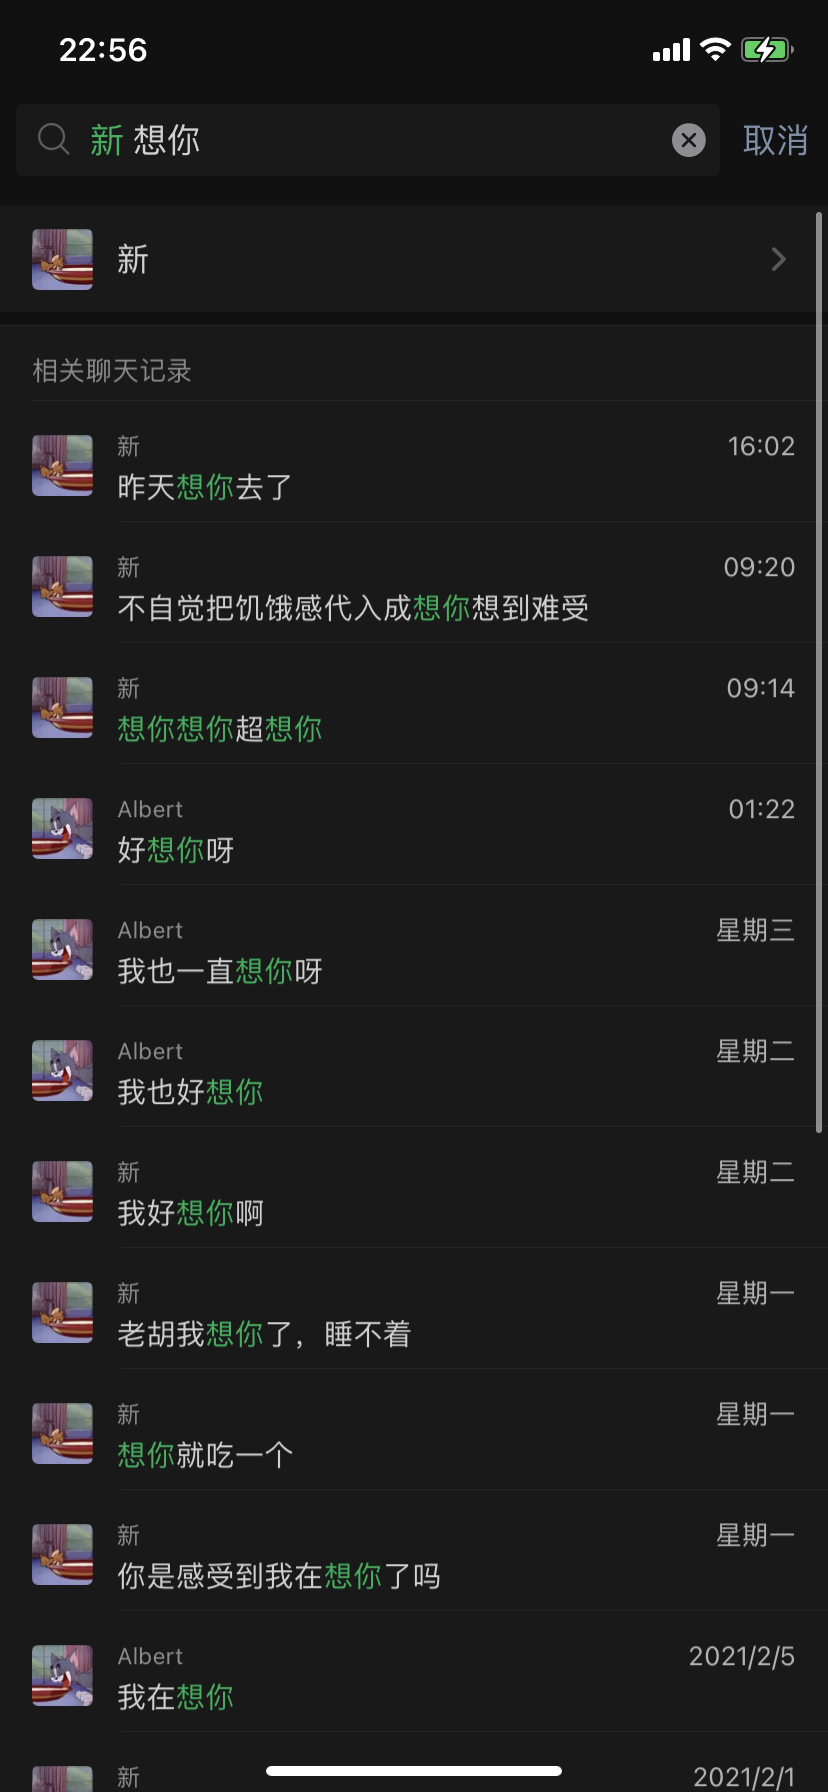 22:56
新 想你
取消
新
相关聊天记录
新
16:02
昨天想你去了
新
09:20
不自觉把饥饿感代入成想你想到难受
新
09:14
想你想你超想你
Albert
01:22
好想你呀
Albert
星期三
我也一直想你呀
Albert
星期二
我也好想你
新
星期二
我好想你啊
新
星期一
老胡我想你了，睡不着
新
星期一
想你就吃一个
新
星期一
你是感受到我在想你了吗
Albert
2021/2/5
我在想你
新
2021/2/1